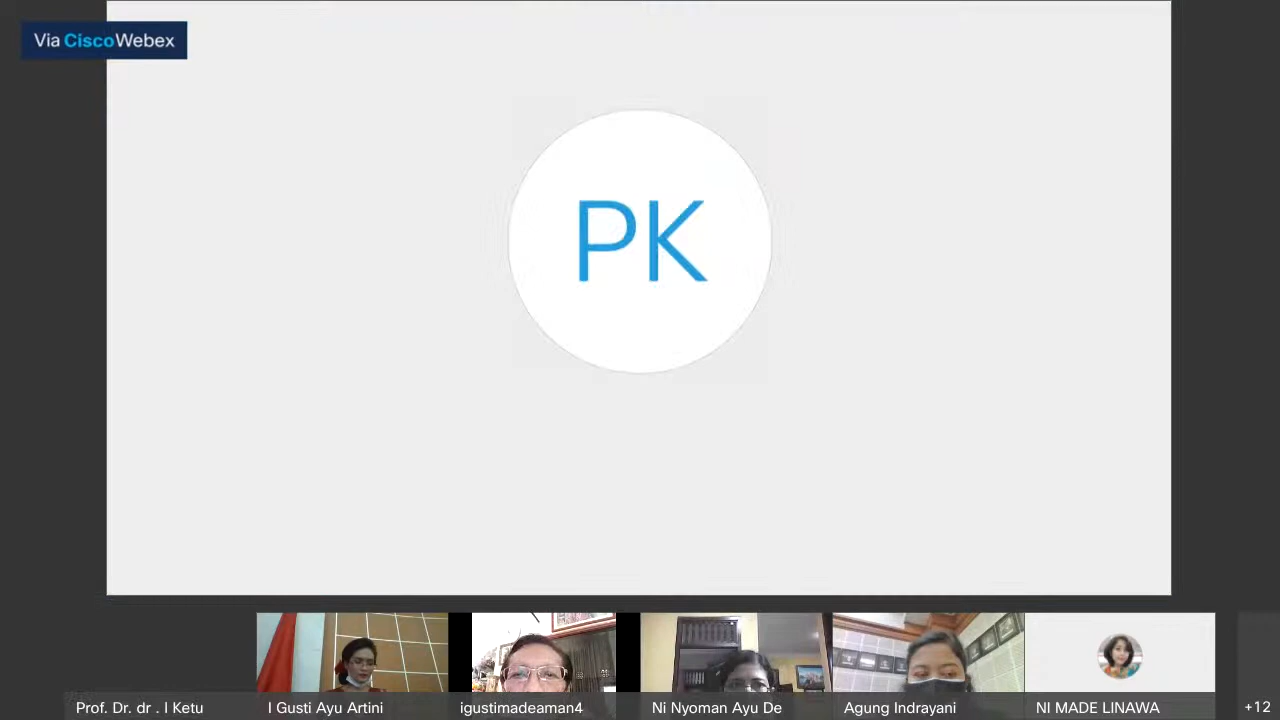 Via CiscoWebex
PK
Prof. Dr. dr . I Ketu
I Gusti Ayu Artini
igustimadeaman4
Ni Nyoman Ayu De
Agung Indrayani
NI MADE LINAWA
+12